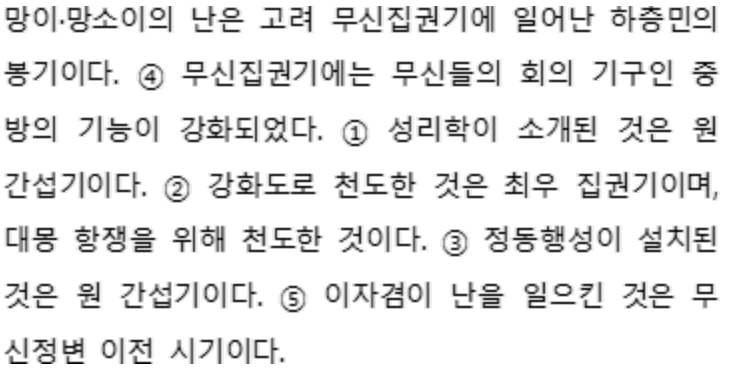 망이·망소이의 난은 고려 무신집권기에 일어난 하층민의
봉기이다. ④ 무신집권기에는 무신들의 회의 기구인 중
방의 기능이 강화되었다. ① 성리학이 소개된 것은 원
간섭기이다. ② 강화도로 천도한 것은 최우 집권기이며,
대몽 항쟁을 위해 천도한 것이다. ③ 정동행성이 설치된
것은 원 간섭기이다. ⑤ 이자겸이 난을 일으킨 것은 무
신정변 이전 시기이다.